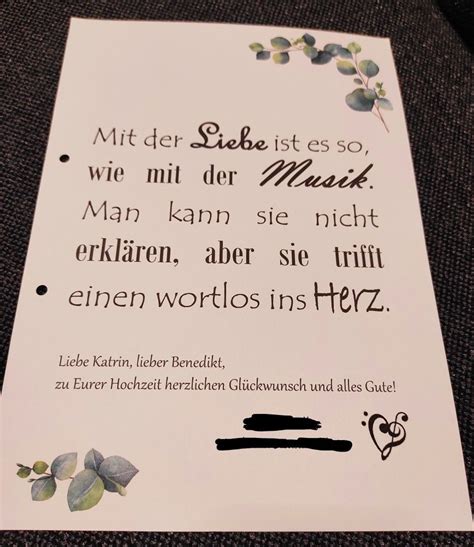 Mit der Liebe ist es so,
wie mit der Musik.
Man kann sie nicht
erklären, aber sie trifft
einen wortlos ins Herz.
Liebe Katrin, lieber Benedikt,
zu Eurer Hochzeit herzlichen Glückwunsch und alles Gute!